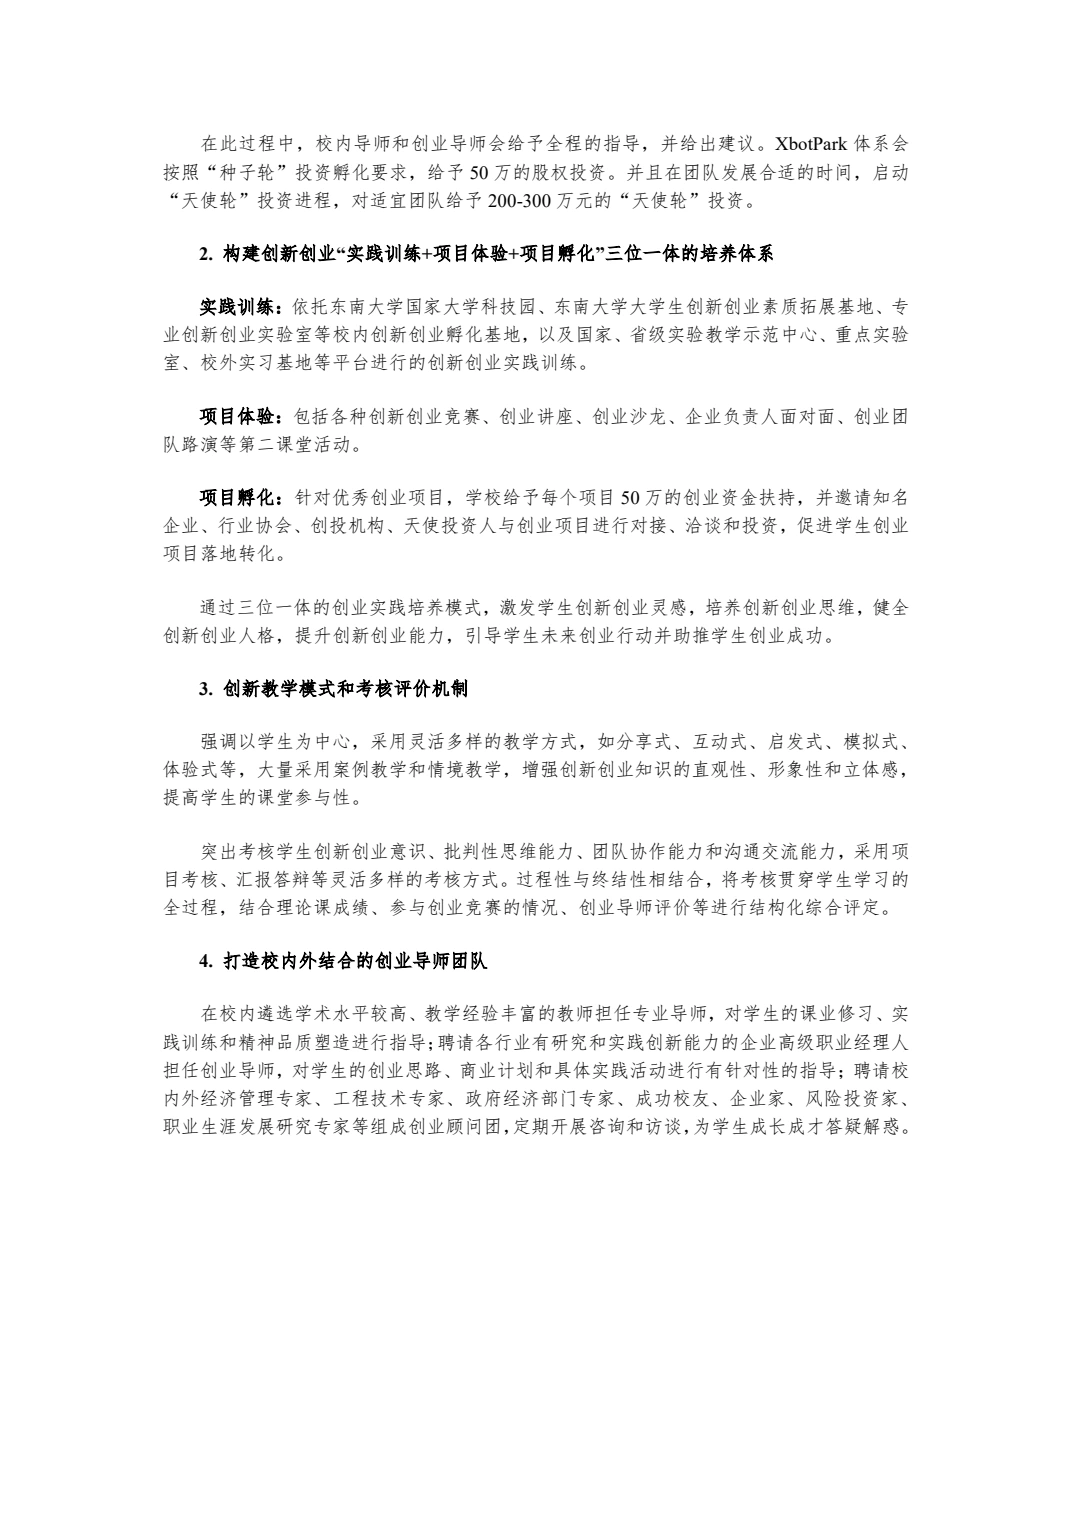 在此过程中，校内导师和创业导师会给予全程的指导，并给出建议。XbotPark 体系会
按照“种子轮”投资孵化要求，给予 50 万的股权投资。并且在团队发展合适的时间，启动
“天使轮”投资进程，对适宜团队给予 200-300 万元的“天使轮”投资。
2. 构建创新创业“实践训练+项目体验+项目孵化”三位一体的培养体系
实践训练：依托东南大学国家大学科技园、东南大学大学生创新创业素质拓展基地、专
业创新创业实验室等校内创新创业孵化基地，以及国家、省级实验教学示范中心、重点实验
室、校外实习基地等平台进行的创新创业实践训练。
项目体验：包括各种创新创业竞赛、创业讲座、创业沙龙、企业负责人面对面、创业团
队路演等第二课堂活动。
项目孵化：针对优秀创业项目，学校给予每个项目 50 万的创业资金扶持，并邀请知名
企业、行业协会、创投机构、天使投资人与创业项目进行对接、洽谈和投资，促进学生创业
项目落地转化。
通过三位一体的创业实践培养模式，激发学生创新创业灵感，培养创新创业思维，健全
创新创业人格，提升创新创业能力，引导学生未来创业行动并助推学生创业成功。
3. 创新教学模式和考核评价机制
强调以学生为中心，采用灵活多样的教学方式，如分享式、互动式、启发式、模拟式、
体验式等，大量采用案例教学和情境教学，增强创新创业知识的直观性、形象性和立体感，
提高学生的课堂参与性。
突出考核学生创新创业意识、批判性思维能力、团队协作能力和沟通交流能力，采用项
目考核、汇报答辩等灵活多样的考核方式。过程性与终结性相结合，将考核贯穿学生学习的
全过程，结合理论课成绩、参与创业竞赛的情况、创业导师评价等进行结构化综合评定。
4. 打造校内外结合的创业导师团队
在校内遴选学术水平较高、教学经验丰富的教师担任专业导师，对学生的课业修习、实
践训练和精神品质塑造进行指导；聘请各行业有研究和实践创新能力的企业高级职业经理人
担任创业导师，对学生的创业思路、商业计划和具体实践活动进行有针对性的指导；聘请校
内外经济管理专家、工程技术专家、政府经济部门专家、成功校友、企业家、风险投资家、
职业生涯发展研究专家等组成创业顾问团，定期开展咨询和访谈，为学生成长成才答疑解惑。